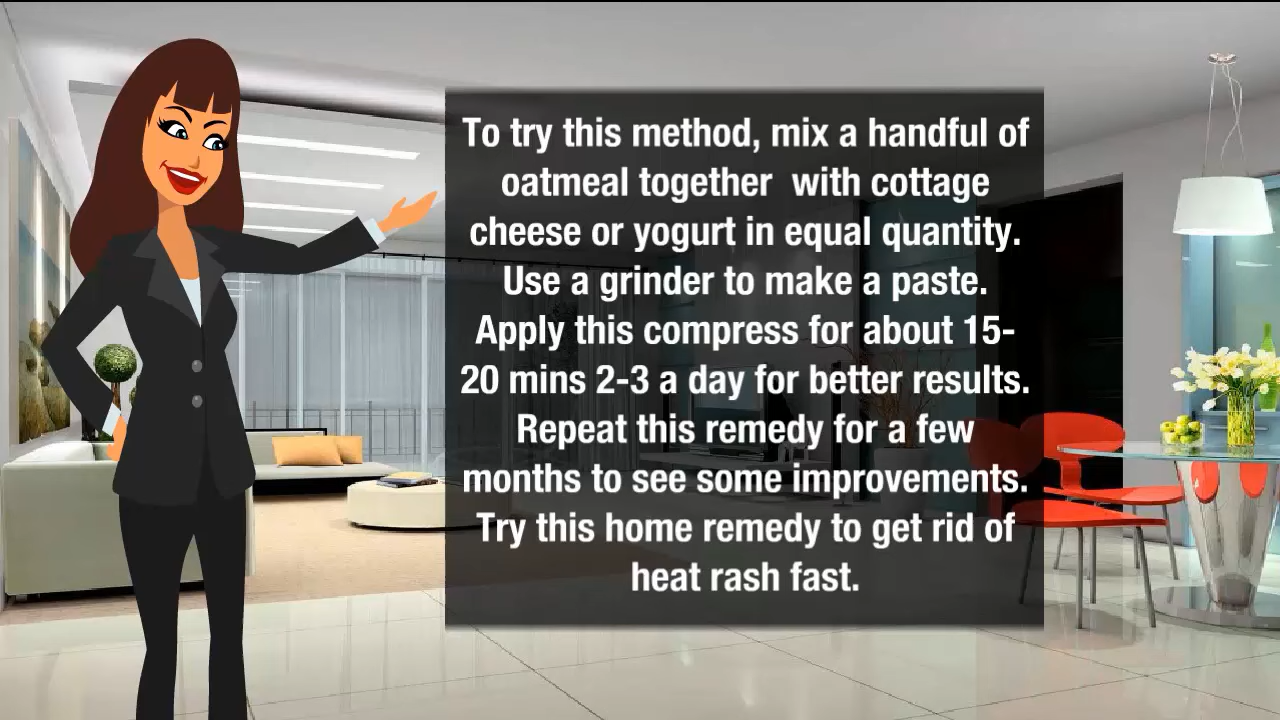 To try this method, mix a handful of
oatmeal together  with cottage
cheese or yogurt in equal quantity.
Use a grinder to make a paste.
Apply this compress for about 15-
20 mins 2-3 a day for better results.
Repeat this remedy for a few
months to see some improvements.
Try this home remedy to get rid of
heat rash fast.